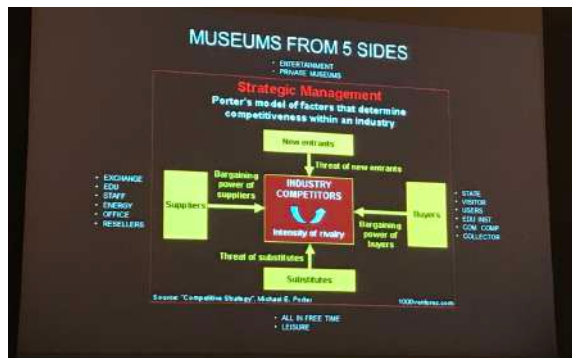 MUSEUMS FROM 5 SIDES
• ENTERTAINMENT
• PRIVATE MUSEUMS
Strategic Management
Porter's model of factors that determine
competitiveness within an industry
New entrants
Threat of new entrants
• EXCHANGE
• EDU
• STAFF
• ENERGY
• OFFICE
• RESELLERS
Suppliers
Bargaining
power of
suppliers
INDUSTRY
COMPETITORS
Intensity of rivalry
Bargaining
power of
buyers
Buyers
• STATE
• VISITOR
• USERS
• EDU INST.
• COM. COMP
• COLLECTOR
Threat of substitutes
Substitutes
Source: "Competitive Strategy", Michael E. Porter
1000ventures.com
• ALL IN FREE TIME
• LEISURE